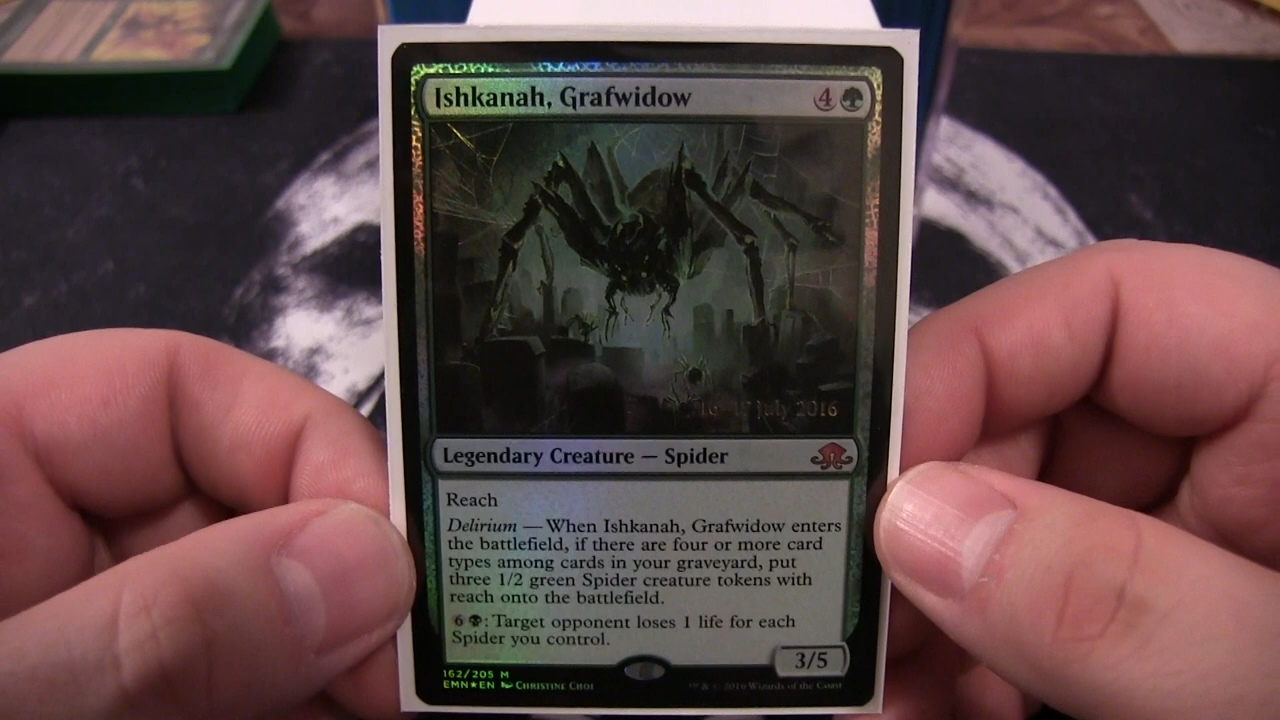 Ishkanah, Grafwidow 4
16–17 July 2016
Legendary Creature — Spider
Reach
Delirium — When Ishkanah, Grafwidow enters
the battlefield, if there are four or more card
types among cards in your graveyard, put
three 1/2 green Spider creature tokens with
reach onto the battlefield.
6 : Target opponent loses 1 life for each
Spider you control.
3/5
162/205 M
EMN★EN Christine Choi
™ & © 2016 Wizards of the Coast